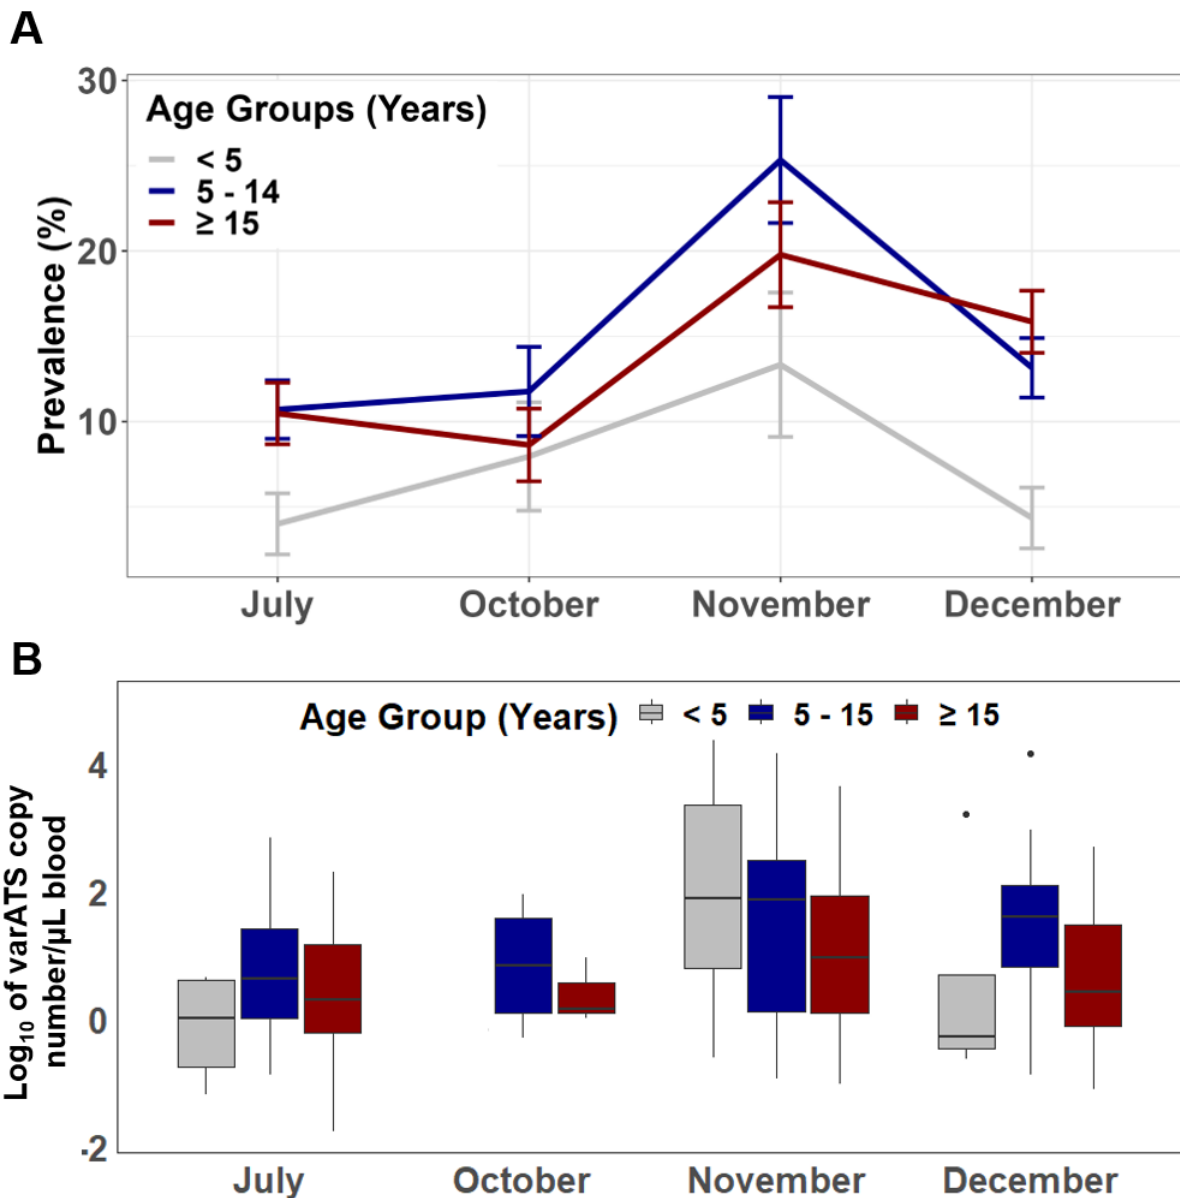 A
30
20
10
Prevalence (%)
Age Groups (Years)
< 5
5 - 14
≥ 15
July October November December
B
Age Group (Years) < 5 5 - 15 ≥ 15
4
2
0
-2
Log10 of varATS copy
number/µL blood
July October November December